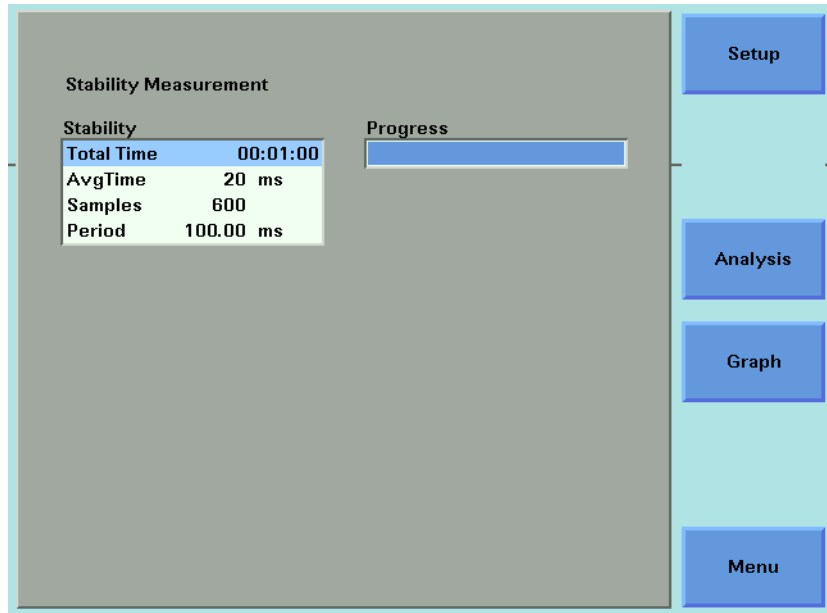 Stability Measurement
Stability
Total Time 00:01:00
AvgTime 20 ms
Samples 600
Period 100.00 ms
Progress
Setup
Analysis
Graph
Menu